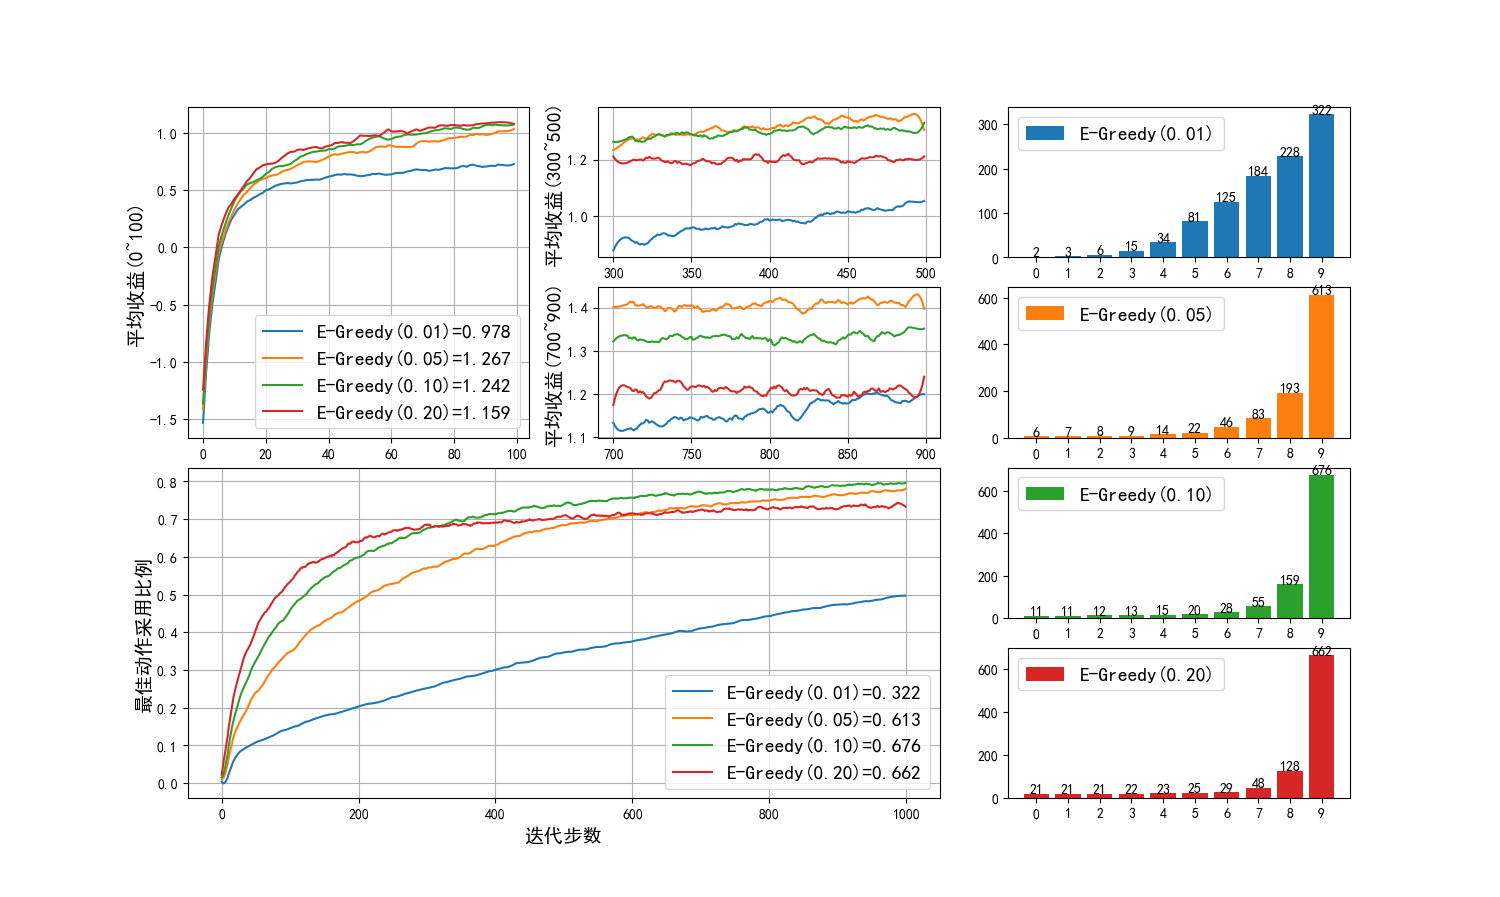 平均收益(0~100)
1.0
0.5
0.0
-0.5
-1.0
-1.5
0 20 40 60 80 100
E-Greedy(0.01)=0.978
E-Greedy(0.05)=1.267
E-Greedy(0.10)=1.242
E-Greedy(0.20)=1.159
平均收益(300~500)
1.2
1.0
300 350 400 450 500
平均收益(700~900)
1.4
1.3
1.2
1.1
700 750 800 850 900
最佳动作采用比例
0.8
0.7
0.6
0.5
0.4
0.3
0.2
0.1
0.0
0 200 400 600 800 1000
迭代步数
E-Greedy(0.01)=0.322
E-Greedy(0.05)=0.613
E-Greedy(0.10)=0.676
E-Greedy(0.20)=0.662
E-Greedy(0.01)
300
200
100
0
2 3 6 15 34 81 125 184 228 322
0 1 2 3 4 5 6 7 8 9
E-Greedy(0.05)
600
400
200
0
6 7 8 9 14 22 46 83 193 613
0 1 2 3 4 5 6 7 8 9
E-Greedy(0.10)
600
400
200
0
11 11 12 13 15 20 28 55 159 676
0 1 2 3 4 5 6 7 8 9
E-Greedy(0.20)
600
400
200
0
21 21 21 22 23 25 29 48 128 662
0 1 2 3 4 5 6 7 8 9